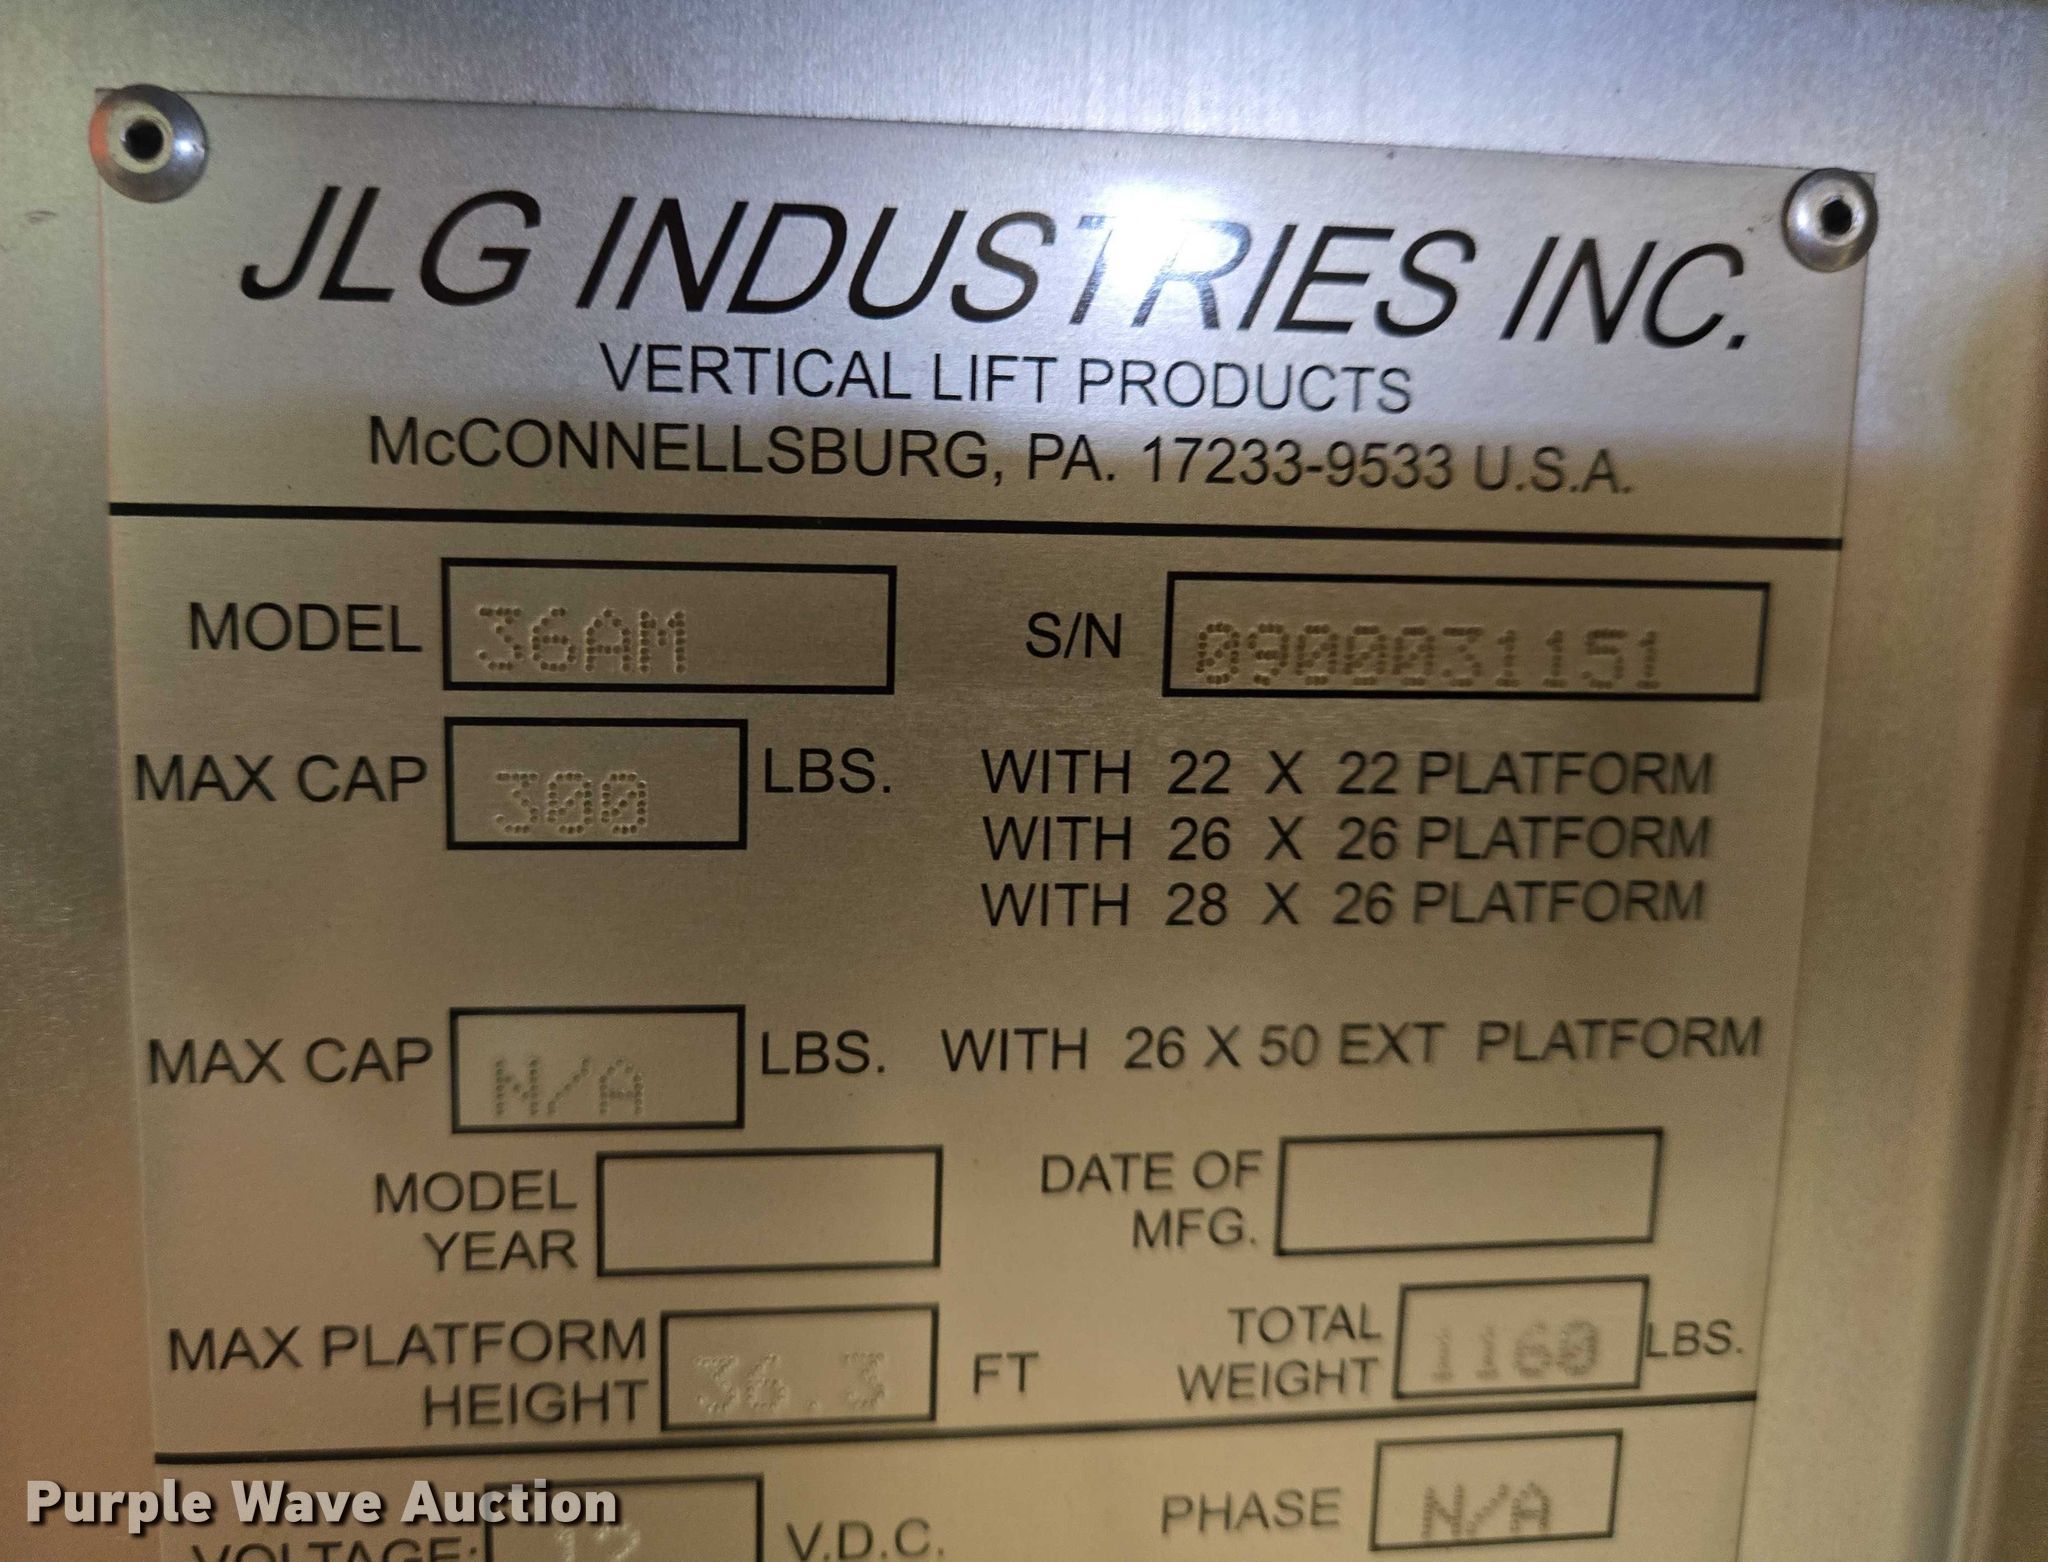 JLG INDUSTRIES INC.
VERTICAL LIFT PRODUCTS
McCONNELLSBURG, PA. 17233-9533 U.S.A.
MODEL 36AM S/N 0900031151
MAX CAP 300 LBS. WITH 22 X 22 PLATFORM
WITH 26 X 26 PLATFORM
WITH 28 X 26 PLATFORM
MAX CAP N/A LBS. WITH 26 X 50 EXT PLATFORM
MODEL YEAR DATE OF MFG.
MAX PLATFORM HEIGHT 36.3 FT TOTAL WEIGHT 1160 LBS.
VOLTAGE: 12 V.D.C. PHASE N/A
Purple Wave Auction